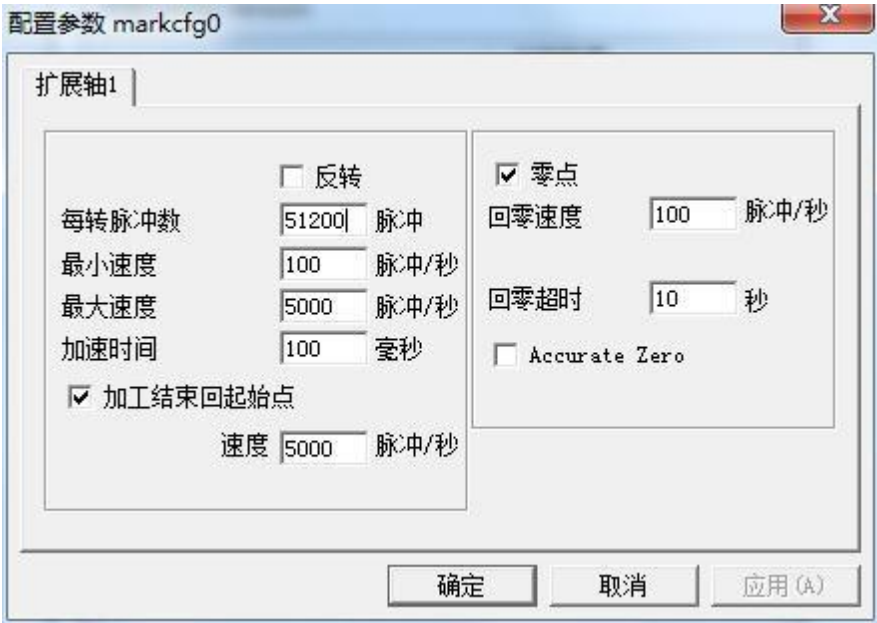 配置参数 markcfg0
扩展轴1
反转
每转脉冲数 51200 脉冲
最小速度 100 脉冲/秒
最大速度 5000 脉冲/秒
加速时间 100 毫秒
加工结束回起始点
速度 5000 脉冲/秒
零点
回零速度 100 脉冲/秒
回零超时 10 秒
Accurate Zero
确定 取消 应用(A)